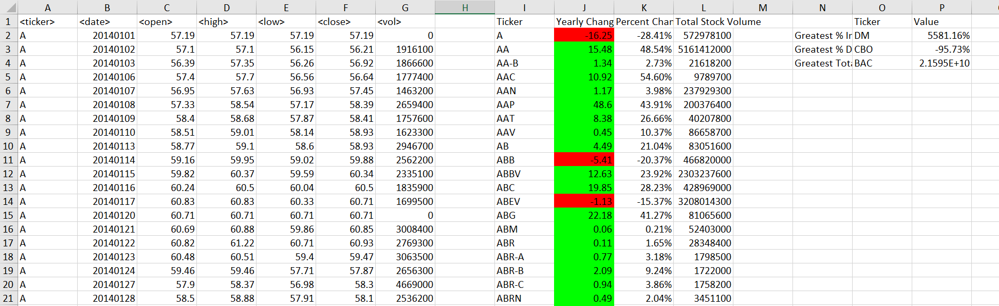 A B C D E F G H I J K L M N O P
1 <ticker> <date> <open> <high> <low> <close> <vol> Ticker Yearly Chang Percent Chan Total Stock Volume Ticker Value
2 A 20140101 57.19 57.19 57.19 57.19 0 A -16.25 -28.41% 572978100 Greatest % In DM 5581.16%
3 A 20140102 57.1 57.1 56.15 56.21 1916100 AA 15.48 48.54% 5161412000 Greatest % D CBO -95.73%
4 A 20140103 56.39 57.35 56.26 56.92 1866600 AA-B 1.34 2.73% 21618200 Greatest Tota BAC 2.1595E+10
5 A 20140106 57.4 57.7 56.56 56.64 1777400 AAC 10.92 54.60% 9789700
6 A 20140107 56.95 57.63 56.93 57.45 1463200 AAN 1.17 3.98% 237929300
7 A 20140108 57.33 58.54 57.17 58.39 2659400 AAP 48.6 43.91% 200376400
8 A 20140109 58.4 58.68 57.87 58.41 1757600 AAT 8.38 26.66% 40207800
9 A 20140110 58.51 59.01 58.14 58.93 1623300 AAV 0.45 10.37% 86658700
10 A 20140113 58.77 59.1 58.6 58.93 2946700 AB 4.49 21.04% 83051600
11 A 20140114 59.16 59.95 59.02 59.88 2562200 ABB -5.41 -20.37% 466820000
12 A 20140115 59.82 60.37 59.59 60.34 2335100 ABBV 12.63 23.92% 2303237600
13 A 20140116 60.24 60.5 60.04 60.5 1835900 ABC 19.85 28.23% 428969000
14 A 20140117 60.83 60.83 60.33 60.71 1699500 ABEV -1.13 -15.37% 3208014300
15 A 20140120 60.71 60.71 60.71 60.71 0 ABG 22.18 41.27% 81065600
16 A 20140121 60.69 60.88 59.86 60.85 3008400 ABM 0.06 0.21% 52403000
17 A 20140122 60.82 61.22 60.71 60.93 2769300 ABR 0.11 1.65% 28348400
18 A 20140123 60.48 60.51 59.4 59.47 3063500 ABR-A 0.77 3.18% 1798500
19 A 20140124 59.46 59.46 57.71 57.87 2656300 ABR-B 2.09 9.24% 1722000
20 A 20140127 57.9 58.37 56.98 58.3 4669000 ABR-C 0.94 3.86% 1758200
21 A 20140128 58.5 58.88 57.91 58.1 2536200 ABRN 0.49 2.04% 3451100